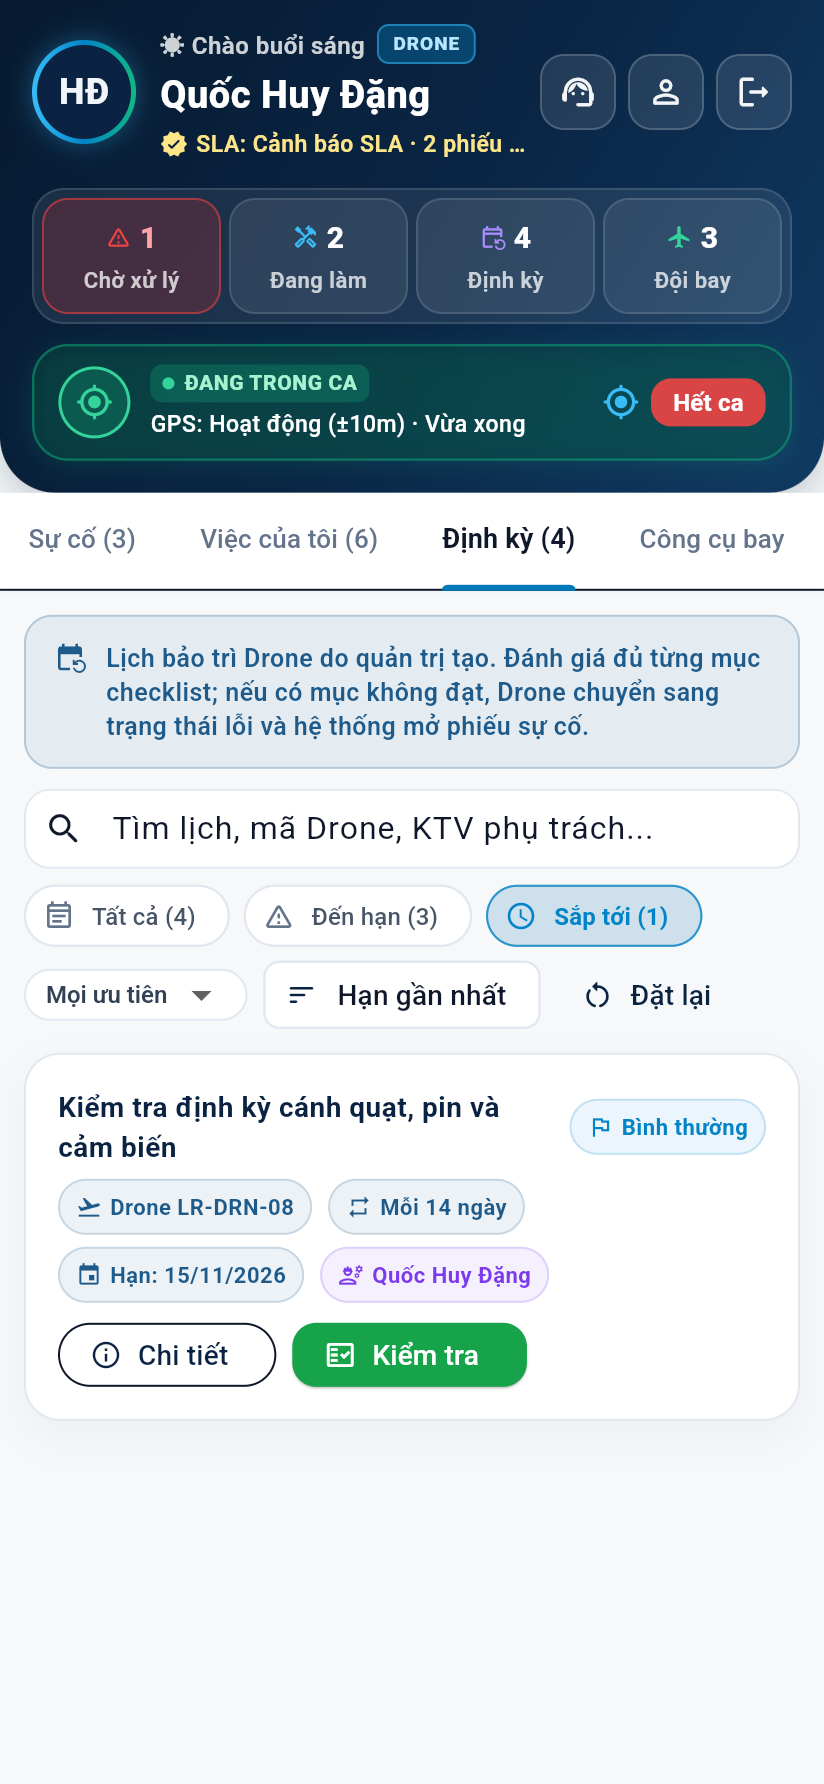 Chào buổi sáng DRONE
HĐ
Quốc Huy Đặng
SLA: Cảnh báo SLA · 2 phiếu ...
1
Chờ xử lý
2
Đang làm
4
Định kỳ
3
Đội bay
ĐANG TRONG CA
GPS: Hoạt động (±10m) · Vừa xong
Hết ca
Sự cố (3) Việc của tôi (6) Định kỳ (4) Công cụ bay
Lịch bảo trì Drone do quản trị tạo. Đánh giá đủ từng mục
checklist; nếu có mục không đạt, Drone chuyển sang
trạng thái lỗi và hệ thống mở phiếu sự cố.
Tìm lịch, mã Drone, KTV phụ trách...
Tất cả (4) Đến hạn (3) Sắp tới (1)
Mọi ưu tiên Hạn gần nhất Đặt lại
Kiểm tra định kỳ cánh quạt, pin và
cảm biến
Bình thường
Drone LR-DRN-08 Mỗi 14 ngày
Hạn: 15/11/2026 Quốc Huy Đặng
Chi tiết Kiểm tra